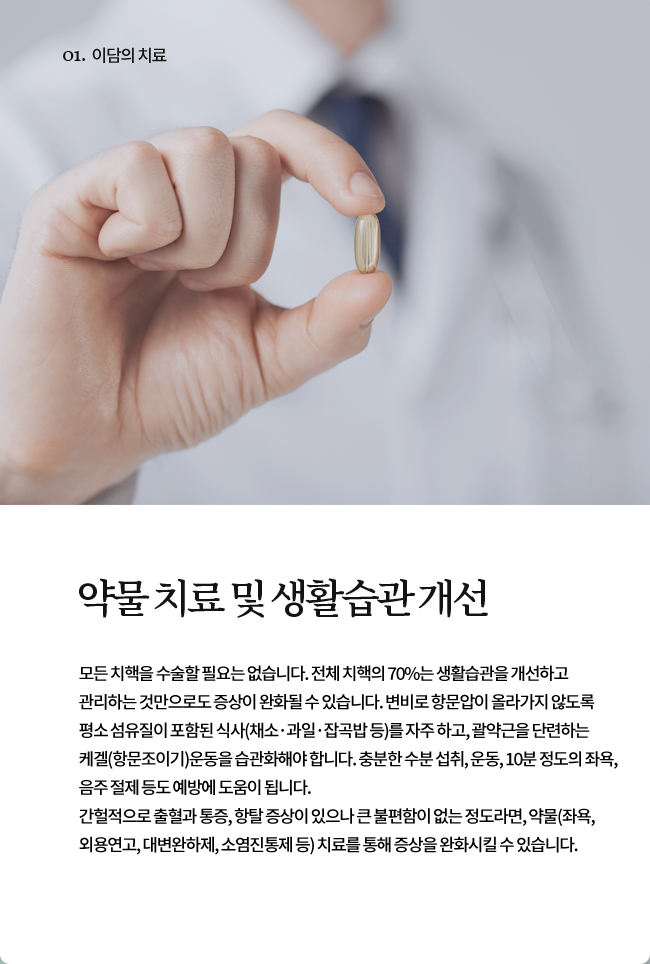 01. 이담의 치료
약물 치료 및 생활습관 개선
모든 치핵을 수술할 필요는 없습니다. 전체 치핵의 70%는 생활습관을 개선하고
관리하는 것만으로도 증상이 완화될 수 있습니다. 변비로 항문압이 올라가지 않도록
평소 섬유질이 포함된 식사(채소·과일·잡곡밥 등)를 자주 하고, 괄약근을 단련하는
케겔(항문조이기)운동을 습관화해야 합니다. 충분한 수분 섭취, 운동, 10분 정도의 좌욕,
음주 절제 등도 예방에 도움이 됩니다.
간헐적으로 출혈과 통증, 항탈 증상이 있으나 큰 불편함이 없는 정도라면, 약물(좌욕,
외용연고, 대변완하제, 소염진통제 등) 치료를 통해 증상을 완화시킬 수 있습니다.